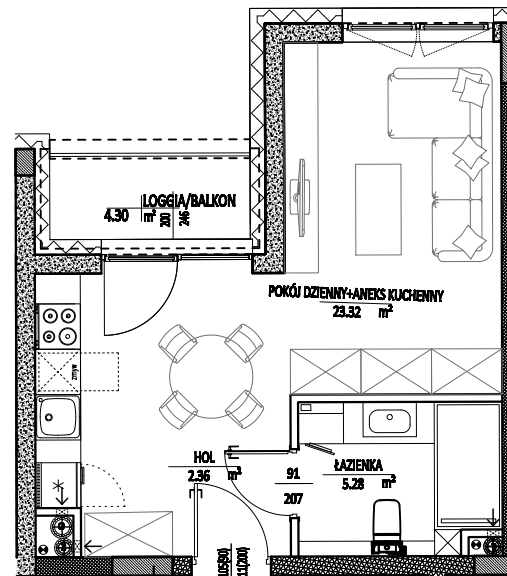 LOGGIA/BALKON
4.30 m²
200
246
POKÓJ DZIENNY+ANEKS KUCHENNY
23.32 m²
zmyw
HOL
2.36 m²
91
207
ŁAZIENKA
5.28 m²